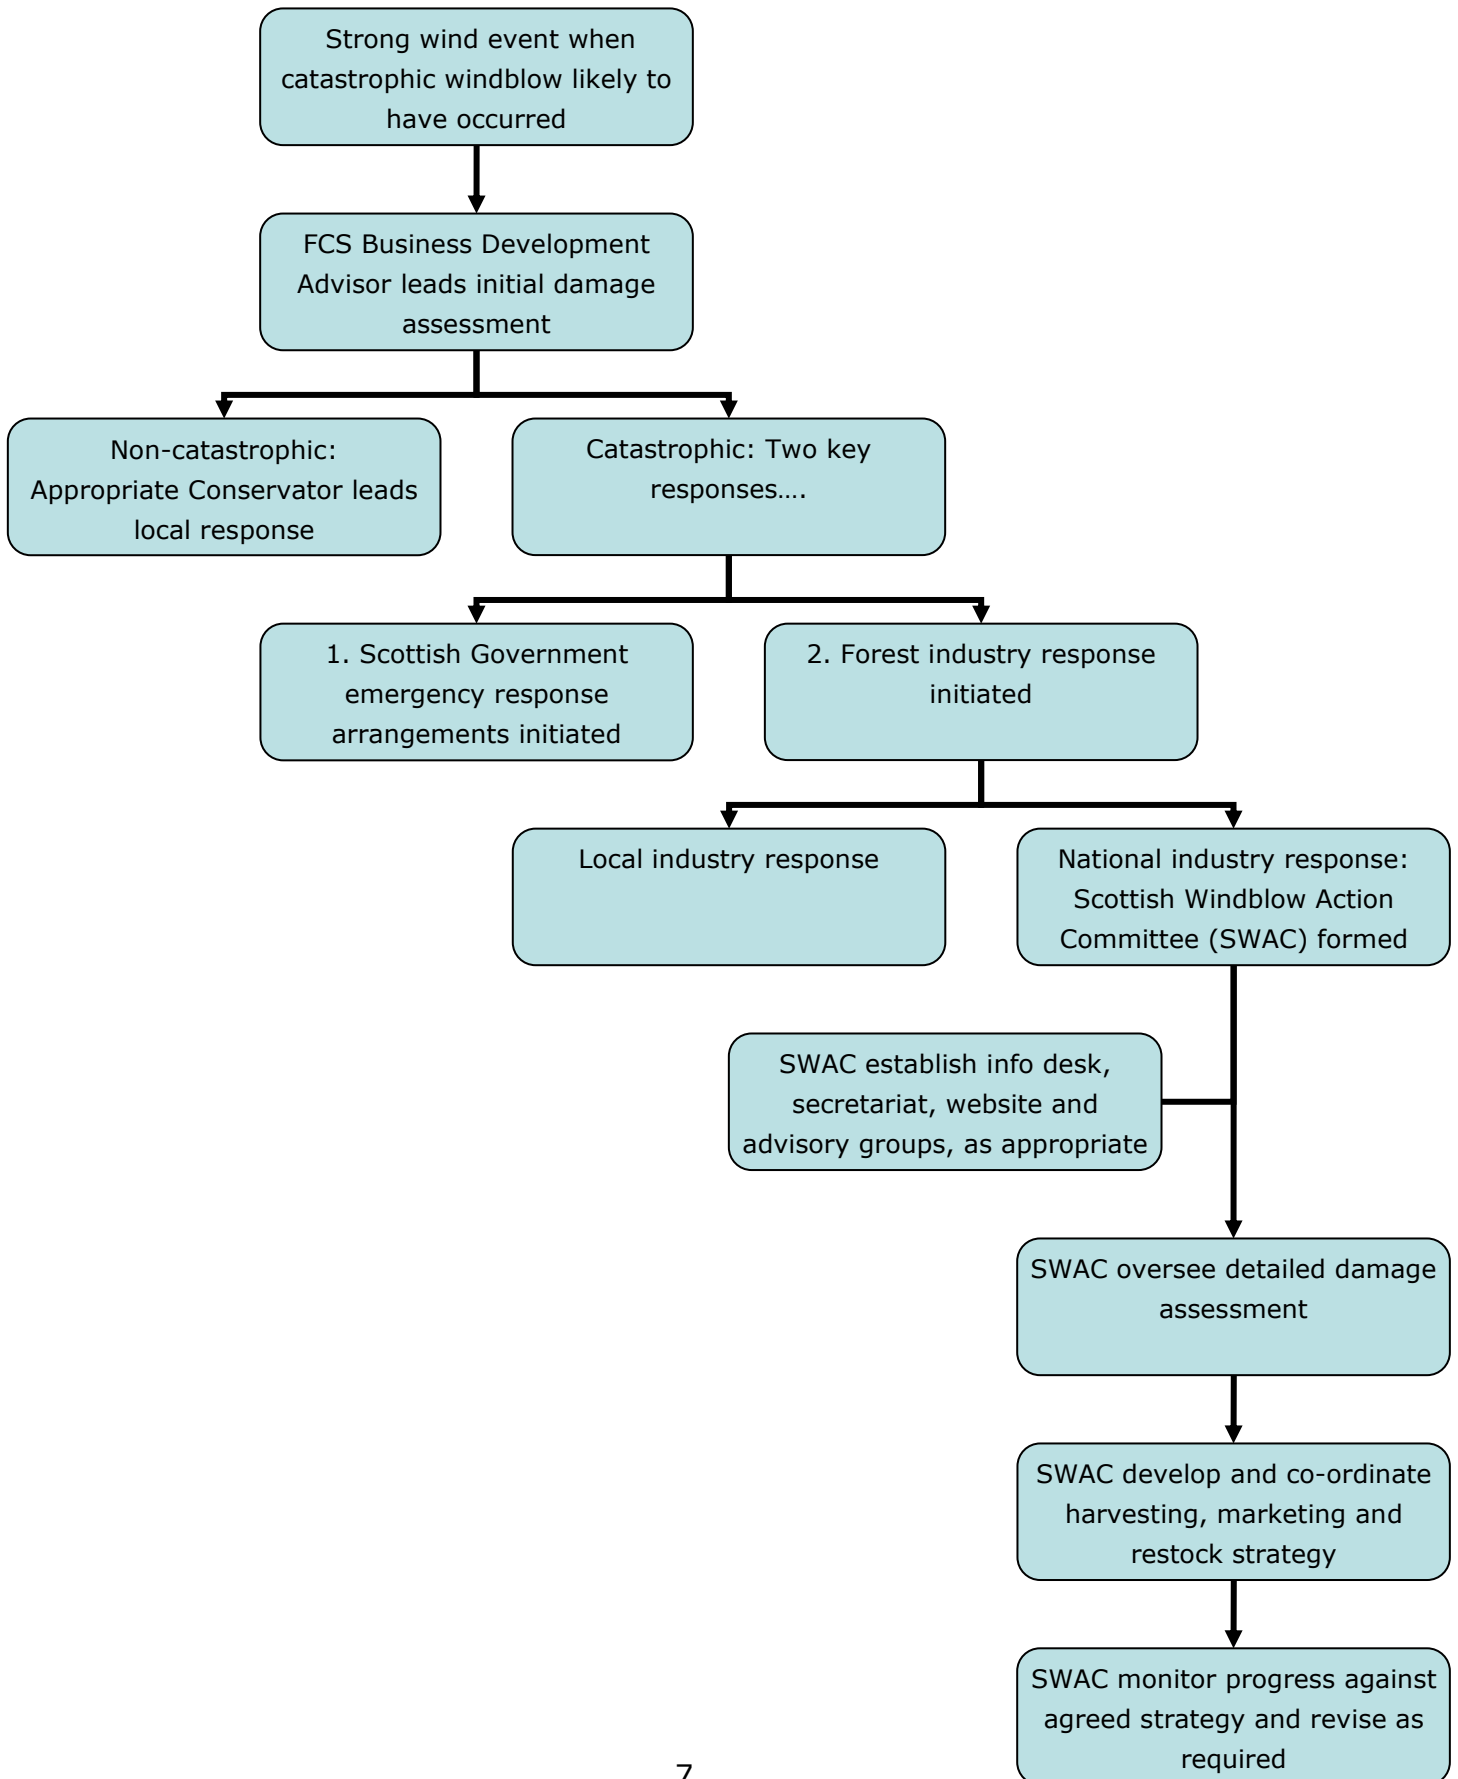 Strong wind event when
catastrophic windblow likely to
have occurred
FCS Business Development
Advisor leads initial damage
assessment
Non-catastrophic:
Appropriate Conservator leads
local response
Catastrophic: Two key
responses....
1. Scottish Government
emergency response
arrangements initiated
2. Forest industry response
initiated
Local industry response
National industry response:
Scottish Windblow Action
Committee (SWAC) formed
SWAC establish info desk,
secretariat, website and
advisory groups, as appropriate
SWAC oversee detailed damage
assessment
SWAC develop and co-ordinate
harvesting, marketing and
restock strategy
SWAC monitor progress against
agreed strategy and revise as
required
7